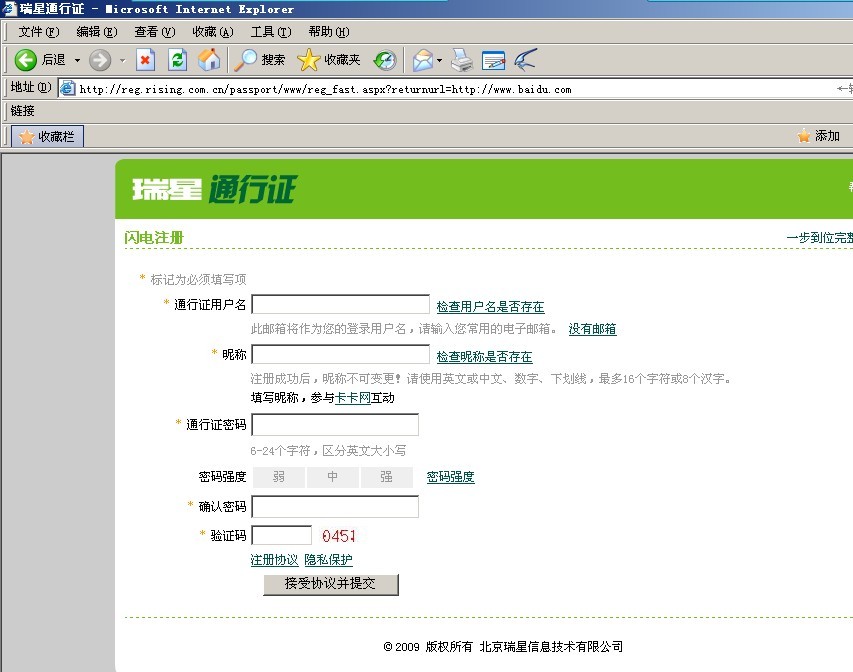 瑞星通行证 - Microsoft Internet Explorer
文件(F) 编辑(E) 查看(V) 收藏(A) 工具(T) 帮助(H)
后退 搜索 收藏夹
地址(D) http://reg.rising.com.cn/passport/www/reg_fast.aspx?returnurl=http://www.baidu.com
链接
收藏栏 添加
瑞星 通行证
闪电注册 一步到位完整
* 标记为必须填写项
* 通行证用户名 检查用户名是否存在
此邮箱将作为您的登录用户名，请输入您常用的电子邮箱。 没有邮箱
* 昵称 检查昵称是否存在
注册成功后，昵称不可变更！请使用英文或中文、数字、下划线，最多16个字符或8个汉字。
填写昵称，参与卡卡网互动
* 通行证密码
6-24个字符，区分英文大小写
密码强度 弱 中 强 密码强度
* 确认密码
* 验证码 0451
注册协议 隐私保护
接受协议并提交
© 2009 版权所有 北京瑞星信息技术有限公司